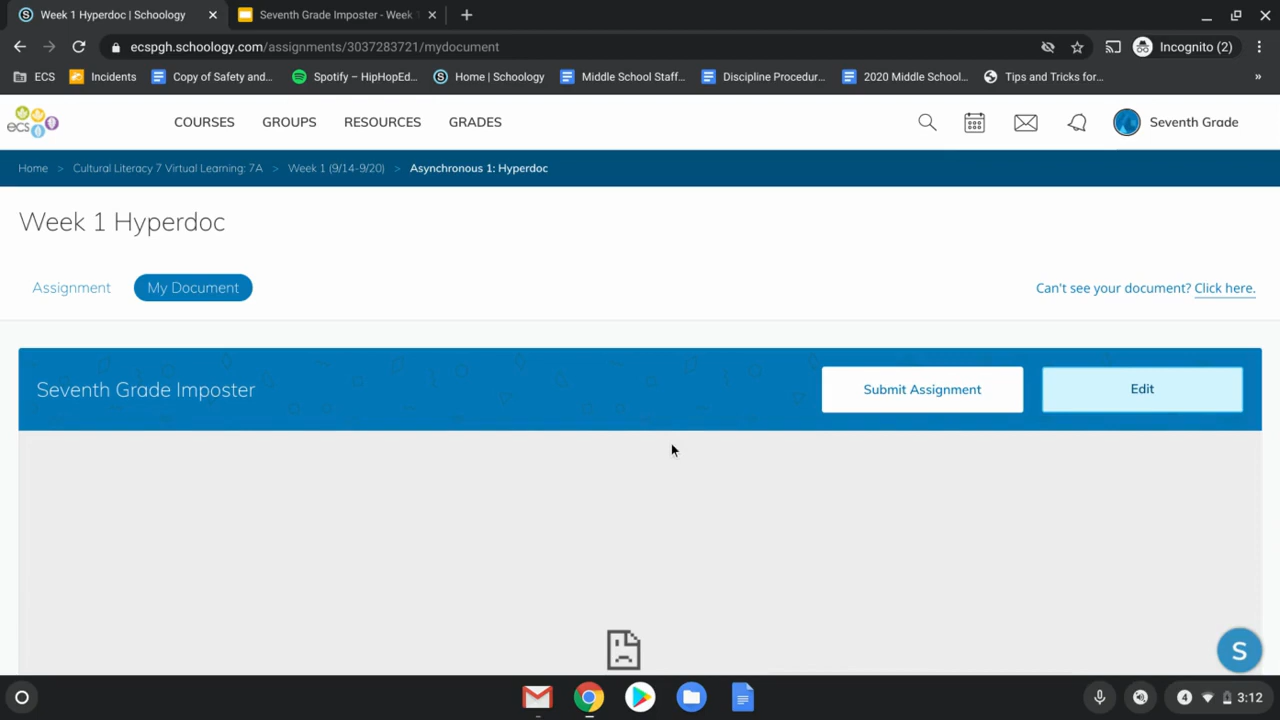 Week 1 Hyperdoc | Schoology
Seventh Grade Imposter - Week
ecspgh.schoology.com/assignments/3037283721/mydocument
Incognito (2)
ECS
Incidents
Copy of Safety and...
Spotify – HipHopEd...
Home | Schoology
Middle School Staff...
Discipline Procedur...
2020 Middle School...
Tips and Tricks for...
»
ecs
COURSES
GROUPS
RESOURCES
GRADES
Seventh Grade
Home > Cultural Literacy 7 Virtual Learning: 7A > Week 1 (9/14-9/20) > Asynchronous 1: Hyperdoc
Week 1 Hyperdoc
Assignment
My Document
Can't see your document? Click here.
Seventh Grade Imposter
Submit Assignment
Edit
S
4
3:12